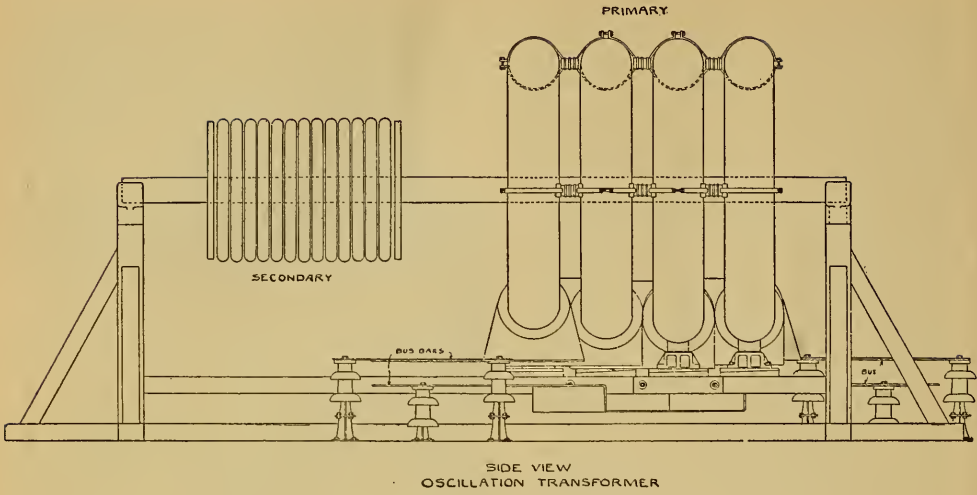 PRIMARY
SECONDARY
BUS BARS
BUS
SIDE VIEW
OSCILLATION TRANSFORMER